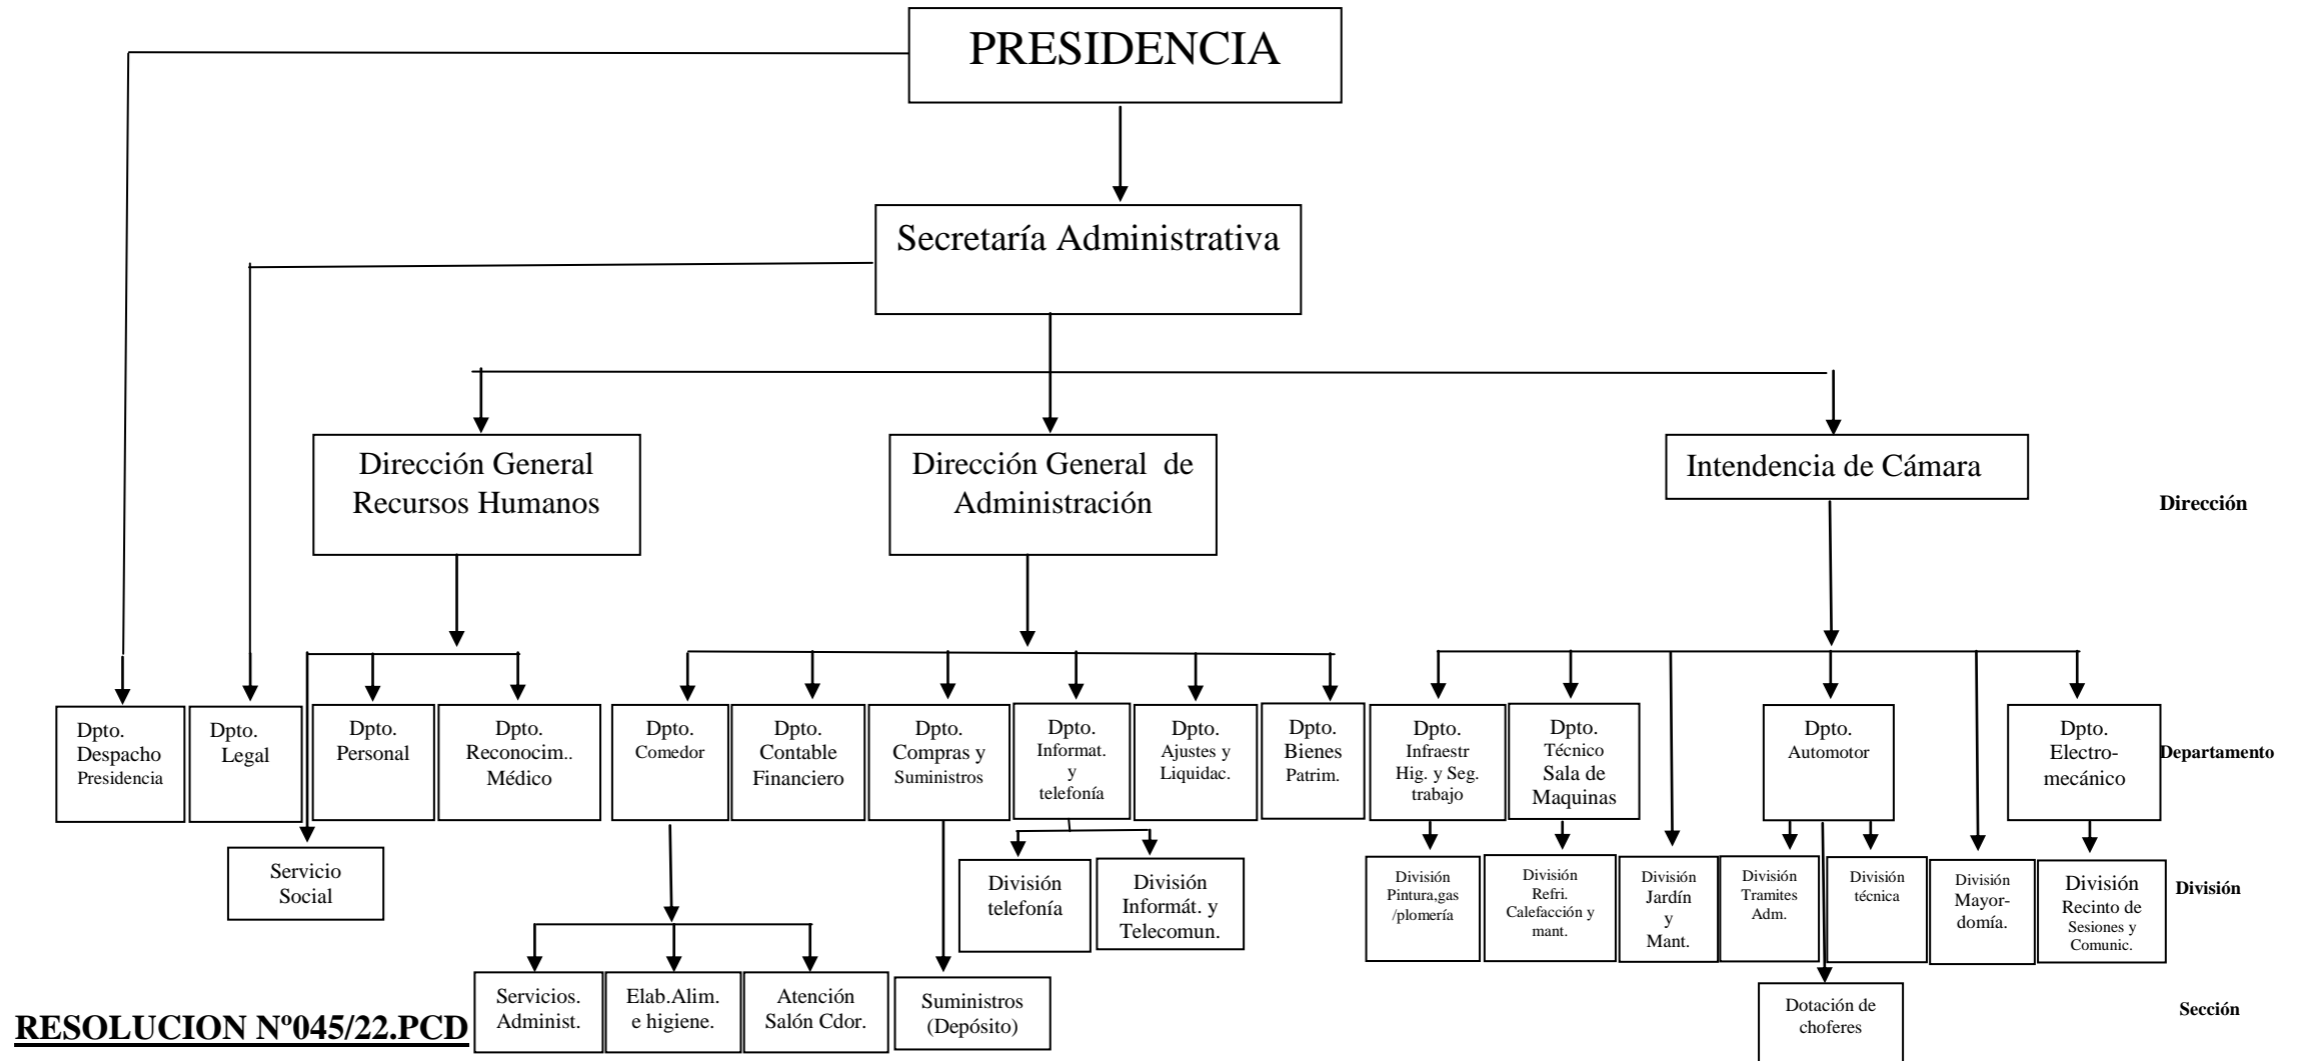 PRESIDENCIA
Secretaría Administrativa
Dirección General
Recursos Humanos
Dirección General de
Administración
Intendencia de Cámara
Dirección
Dpto.
Despacho
Presidencia
Dpto.
Legal
Dpto.
Personal
Dpto.
Reconocim..
Médico
Dpto.
Comedor
Dpto.
Contable
Financiero
Dpto.
Compras y
Suministros
Dpto.
Informat.
y
telefonía
Dpto.
Ajustes y
Liquidac.
Dpto.
Bienes
Patrim.
Dpto.
Infraestr
Hig. y Seg.
trabajo
Dpto.
Técnico
Sala de
Maquinas
Dpto.
Automotor
Dpto.
Electro-
mecánico
Departamento
Servicio
Social
División
telefonía
División
Informát. y
Telecomun.
División
Pintura,gas
/plomería
División
Refri.
Calefacción y
mant.
División
Jardín
y
Mant.
División
Tramites
Adm.
División
técnica
División
Mayor-
domía.
División
Recinto de
Sesiones y
Comunic.
División
Servicios.
Administ.
Elab.Alim.
e higiene.
Atención
Salón Cdor.
Suministros
(Depósito)
Dotación de
choferes
Sección
RESOLUCION Nº045/22.PCD